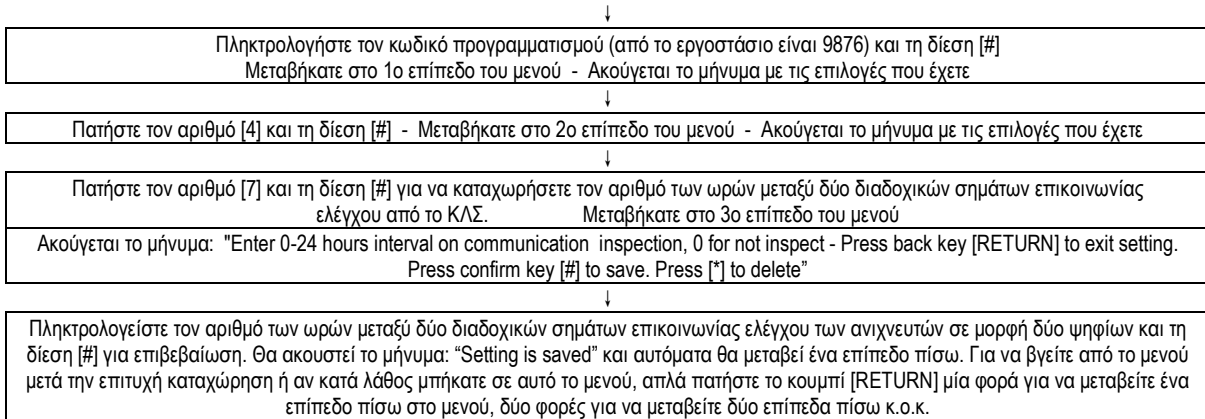 ↓
Πληκτρολογήστε τον κωδικό προγραμματισμού (από το εργοστάσιο είναι 9876) και τη δίεση [#]
Μεταβήκατε στο 1ο επίπεδο του μενού - Ακούγεται το μήνυμα με τις επιλογές που έχετε
↓
Πατήστε τον αριθμό [4] και τη δίεση [#] - Μεταβήκατε στο 2ο επίπεδο του μενού - Ακούγεται το μήνυμα με τις επιλογές που έχετε
↓
Πατήστε τον αριθμό [7] και τη δίεση [#] για να καταχωρήσετε τον αριθμό των ωρών μεταξύ δύο διαδοχικών σημάτων επικοινωνίας
ελέγχου από το ΚΛΣ. Μεταβήκατε στο 3ο επίπεδο του μενού
Ακούγεται το μήνυμα: "Enter 0-24 hours interval on communication inspection, 0 for not inspect - Press back key [RETURN] to exit setting.
Press confirm key [#] to save. Press [*] to delete”
↓
Πληκτρολογείστε τον αριθμό των ωρών μεταξύ δύο διαδοχικών σημάτων επικοινωνίας ελέγχου των ανιχνευτών σε μορφή δύο ψηφίων και τη
δίεση [#] για επιβεβαίωση. Θα ακουστεί το μήνυμα: “Setting is saved” και αυτόματα θα μεταβεί ένα επίπεδο πίσω. Για να βγείτε από το μενού
μετά την επιτυχή καταχώρηση ή αν κατά λάθος μπήκατε σε αυτό το μενού, απλά πατήστε το κουμπί [RETURN] μία φορά για να μεταβείτε ένα
επίπεδο πίσω στο μενού, δύο φορές για να μεταβείτε δύο επίπεδα πίσω κ.ο.κ.